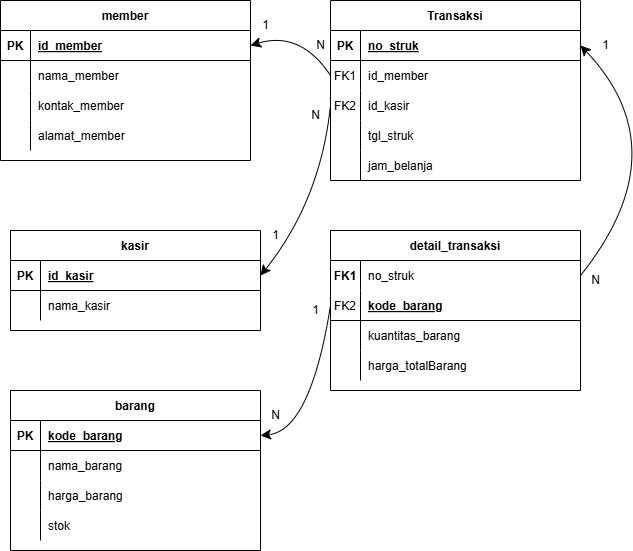 member
PK id_member
nama_member
kontak_member
alamat_member
1
N
N
1
Transaksi
PK no_struk
FK1 id_member
FK2 id_kasir
tgl_struk
jam_belanja
1
N
kasir
PK id_kasir
nama_kasir
detail_transaksi
FK1 no_struk
FK2 kode_barang
kuantitas_barang
harga_totalBarang
1
N
barang
PK kode_barang
nama_barang
harga_barang
stok